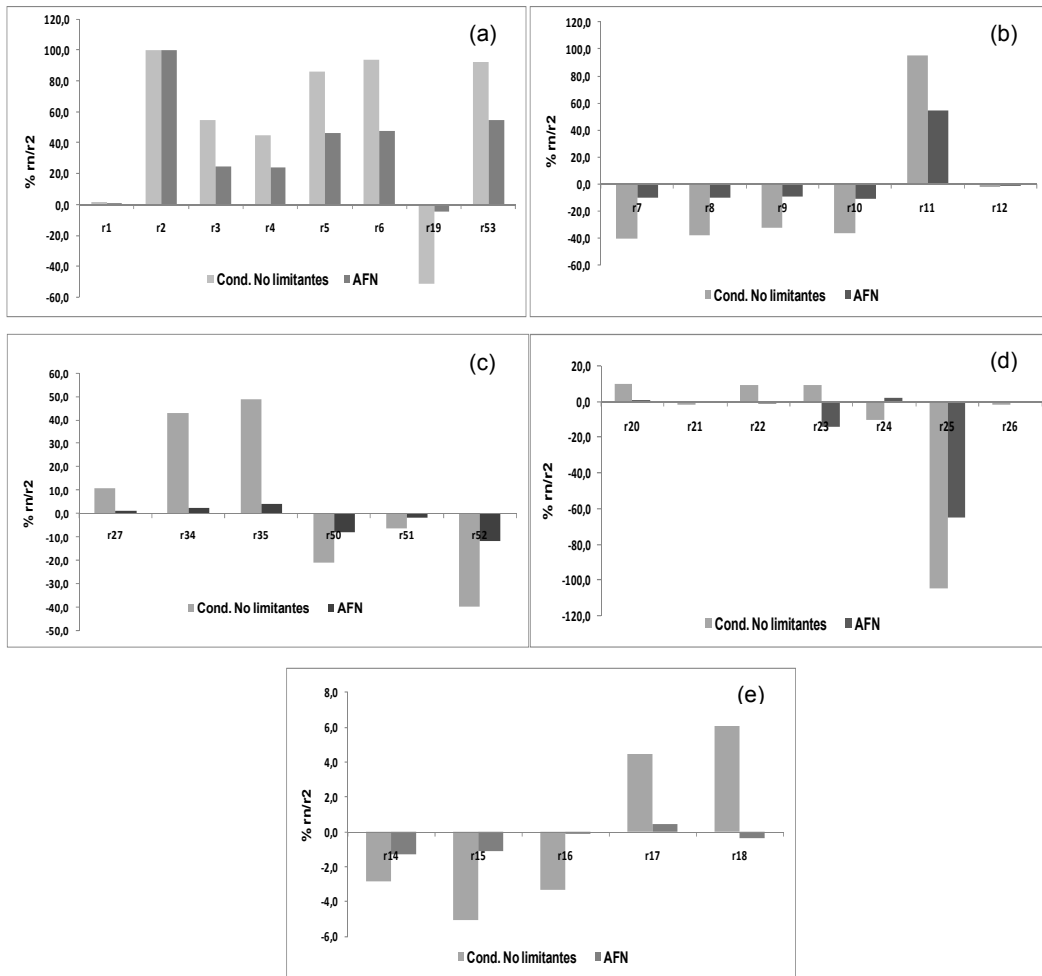 (a)
120,0
100,0
80,0
60,0
40,0
20,0
0,0
-20,0
-40,0
-60,0
% rn/r2
r1 r2 r3 r4 r5 r6 r19 r53
Cond. No limitantes AFN
(b)
120,0
100,0
80,0
60,0
40,0
20,0
0,0
-20,0
-40,0
-60,0
% rn/r2
r7 r8 r9 r10 r11 r12
Cond. No limitantes AFN
(c)
60,0
50,0
40,0
30,0
20,0
10,0
0,0
-10,0
-20,0
-30,0
-40,0
-50,0
% rn/r2
r27 r34 r35 r50 r51 r52
Cond. No limitantes AFN
(d)
20,0
0,0
-20,0
-40,0
-60,0
-80,0
-100,0
-120,0
% rn/r2
r20 r21 r22 r23 r24 r25 r26
Cond. No limitantes AFN
(e)
8,0
6,0
4,0
2,0
0,0
-2,0
-4,0
-6,0
% rn/r2
r14 r15 r16 r17 r18
Cond. No limitantes AFN